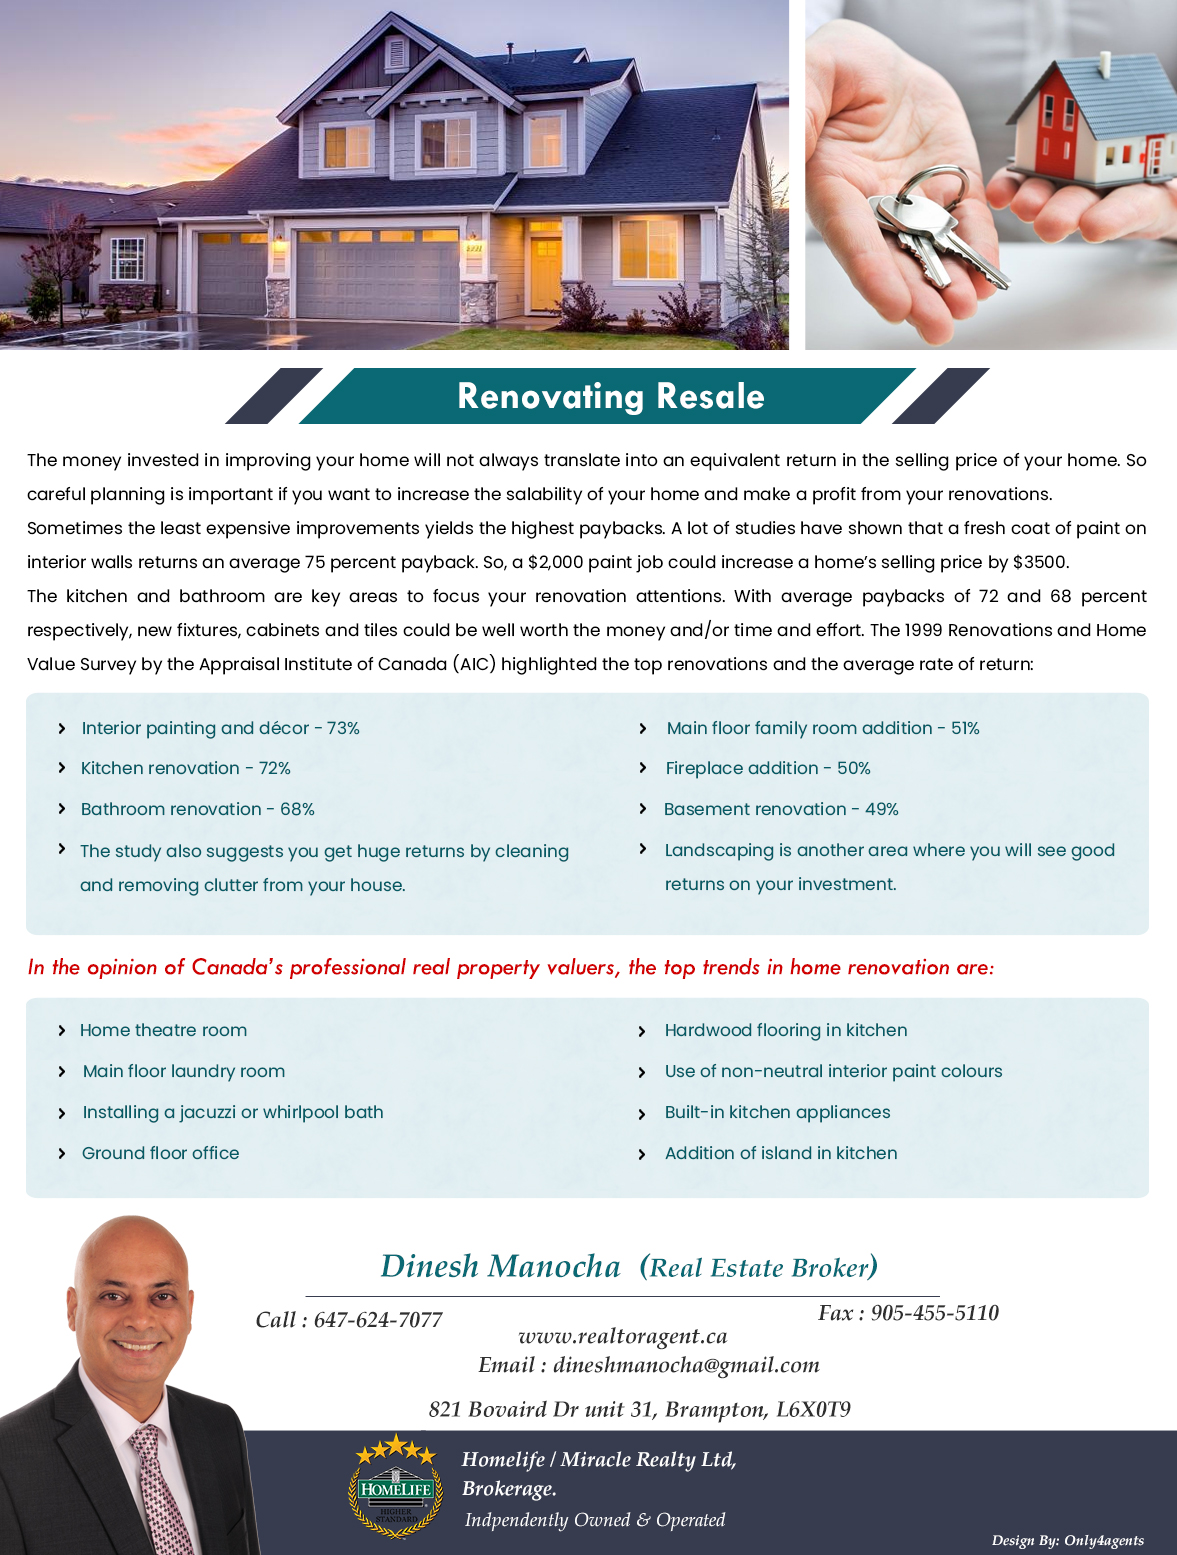 Renovating Resale
The money invested in improving your home will not always translate into an equivalent return in the selling price of your home. So
careful planning is important if you want to increase the salability of your home and make a profit from your renovations.
Sometimes the least expensive improvements yields the highest paybacks. A lot of studies have shown that a fresh coat of paint on
interior walls returns an average 75 percent payback. So, a $2,000 paint job could increase a home's selling price by $3500.
The kitchen and bathroom are key areas to focus your renovation attentions. With average paybacks of 72 and 68 percent
respectively, new fixtures, cabinets and tiles could be well worth the money and/or time and effort. The 1999 Renovations and Home
Value Survey by the Appraisal Institute of Canada (AIC) highlighted the top renovations and the average rate of return:
Interior painting and décor - 73%
Kitchen renovation - 72%
Bathroom renovation - 68%
The study also suggests you get huge returns by cleaning
and removing clutter from your house.
Main floor family room addition - 51%
Fireplace addition - 50%
Basement renovation - 49%
Landscaping is another area where you will see good
returns on your investment.
In the opinion of Canada's professional real property valuers, the top trends in home renovation are:
Home theatre room
Main floor laundry room
Installing a jacuzzi or whirlpool bath
Ground floor office
Hardwood flooring in kitchen
Use of non-neutral interior paint colours
Built-in kitchen appliances
Addition of island in kitchen
Dinesh Manocha (Real Estate Broker)
Call : 647-624-7077
Fax : 905-455-5110
www.realtoragent.ca
Email : dineshmanocha@gmail.com
821 Bovaird Dr unit 31, Brampton, L6X0T9
HOMELIFE
HIGHER
STANDARDS
Homelife / Miracle Realty Ltd,
Brokerage.
Indpendently Owned & Operated
Design By: Only4agents